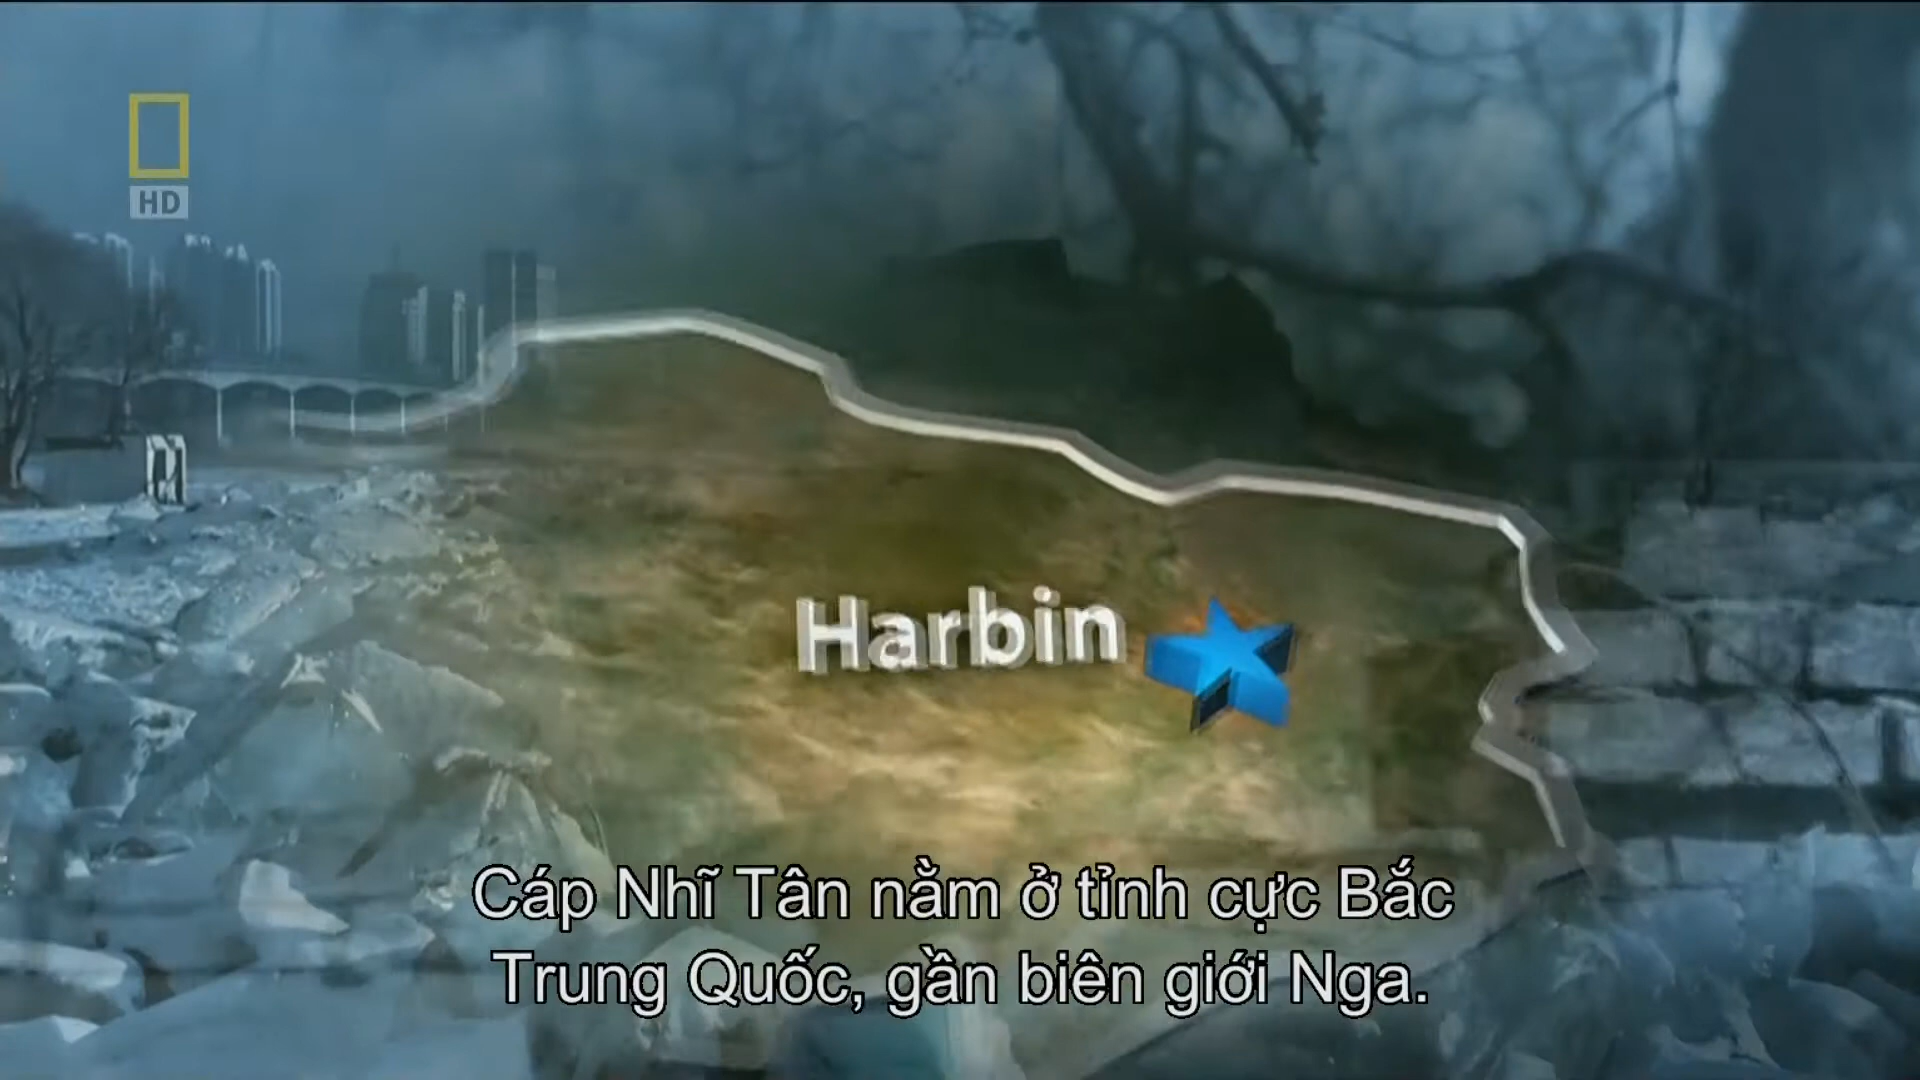 HD
Harbin
Cáp Nhĩ Tân nằm ở tỉnh cực Bắc
Trung Quốc, gần biên giới Nga.